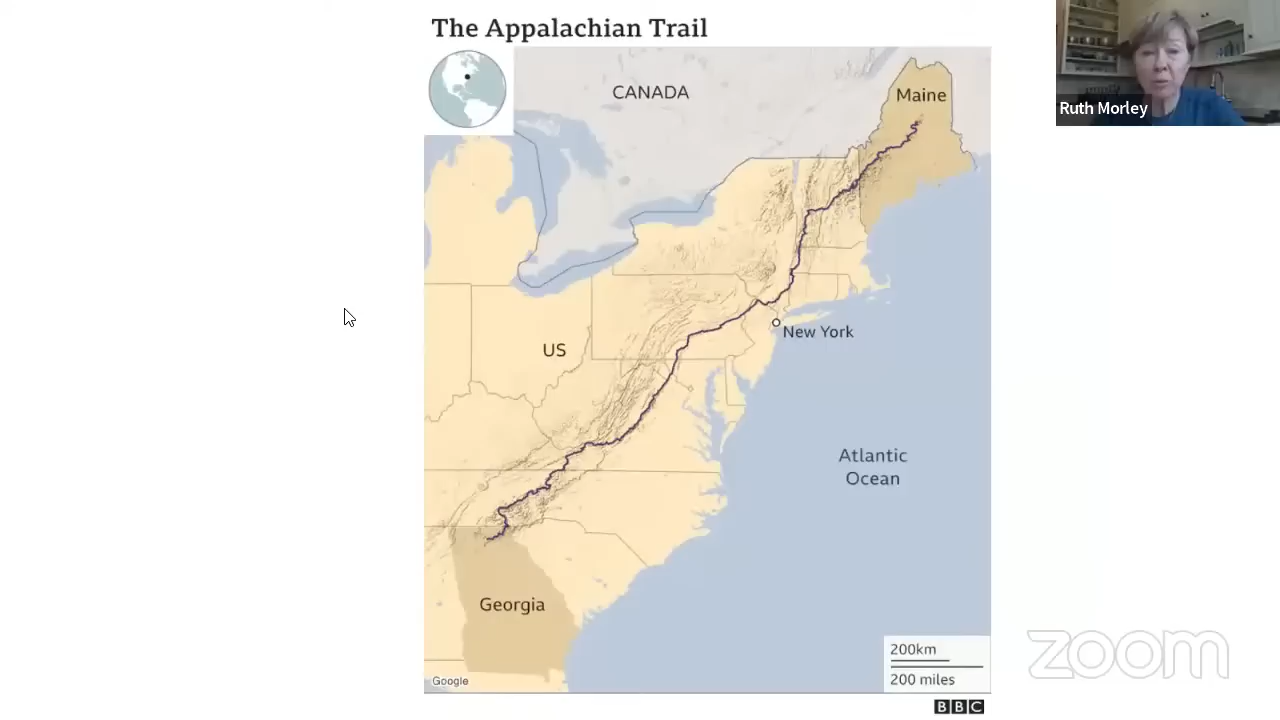 The Appalachian Trail
Ruth Morley
CANADA
Maine
New York
US
Atlantic
Ocean
Georgia
200km
200 miles
Google
zoom
BBC